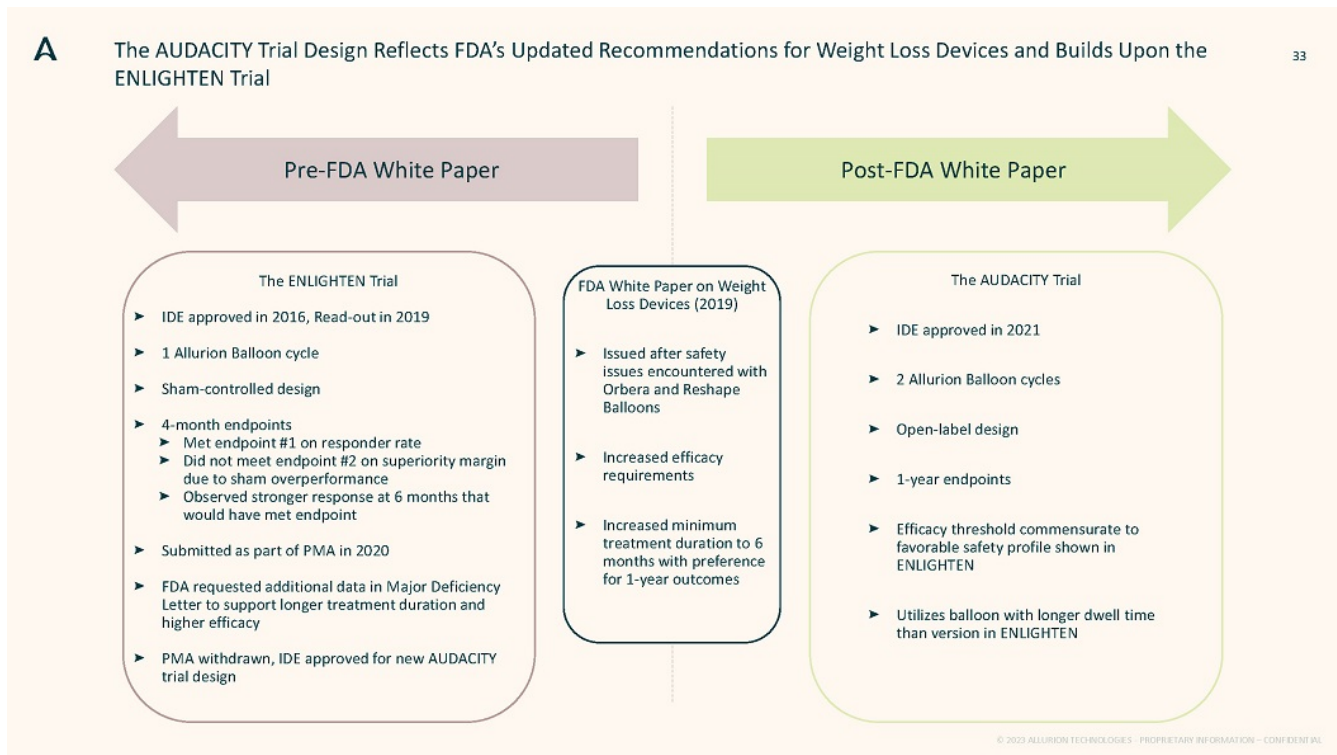 A
The AUDACITY Trial Design Reflects FDA's Updated Recommendations for Weight Loss Devices and Builds Upon the
ENLIGHTEN Trial
33
Pre-FDA White Paper
Post-FDA White Paper
The ENLIGHTEN Trial
➤ IDE approved in 2016, Read-out in 2019
➤ 1 Allurion Balloon cycle
➤ Sham-controlled design
➤ 4-month endpoints
➤ Met endpoint #1 on responder rate
➤ Did not meet endpoint #2 on superiority margin
due to sham overperformance
➤ Observed stronger response at 6 months that
would have met endpoint
➤ Submitted as part of PMA in 2020
➤ FDA requested additional data in Major Deficiency
Letter to support longer treatment duration and
higher efficacy
➤ PMA withdrawn, IDE approved for new AUDACITY
trial design
FDA White Paper on Weight
Loss Devices (2019)
➤ Issued after safety
issues encountered with
Orbera and Reshape
Balloons
➤ Increased efficacy
requirements
➤ Increased minimum
treatment duration to 6
months with preference
for 1-year outcomes
The AUDACITY Trial
➤ IDE approved in 2021
➤ 2 Allurion Balloon cycles
➤ Open-label design
➤ 1-year endpoints
➤ Efficacy threshold commensurate to
favorable safety profile shown in
ENLIGHTEN
➤ Utilizes balloon with longer dwell time
than version in ENLIGHTEN
© 2023 ALLURION TECHNOLOGIES - PROPRIETARY INFORMATION – CONFIDENTIAL